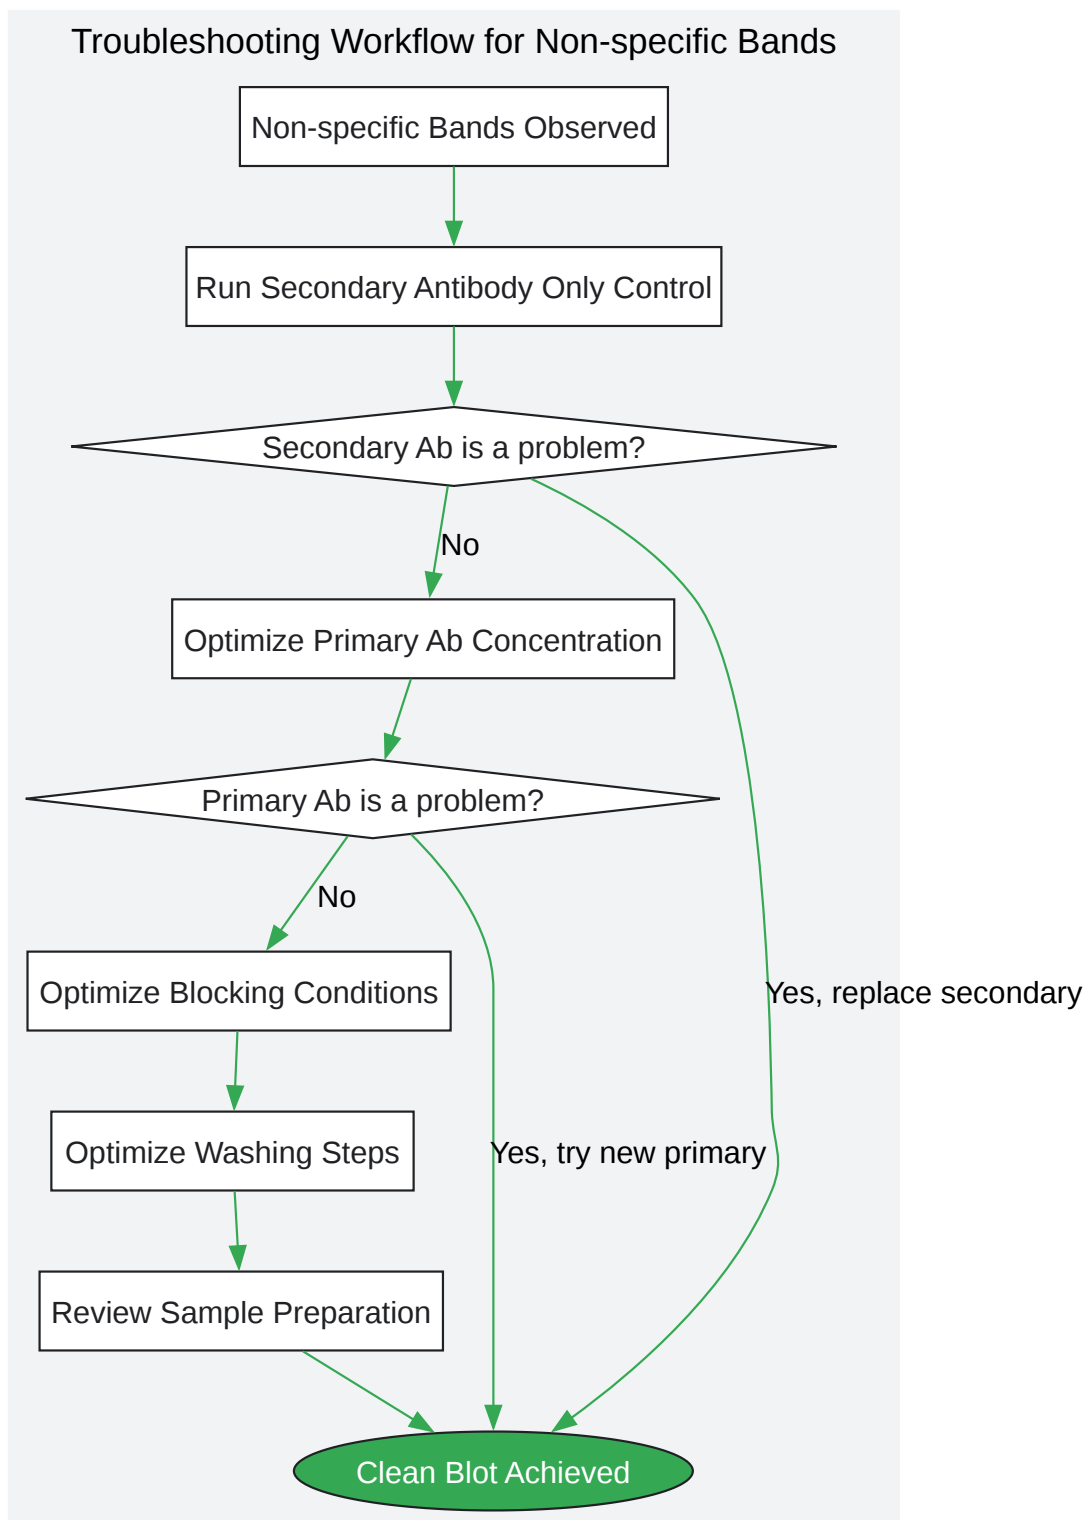 Troubleshooting Workflow for Non-specific Bands
Non-specific Bands Observed
Run Secondary Antibody Only Control
Secondary Ab is a problem?
No
Optimize Primary Ab Concentration
Primary Ab is a problem?
No
Optimize Blocking Conditions
Yes, replace secondary
Optimize Washing Steps
Yes, try new primary
Review Sample Preparation
Clean Blot Achieved